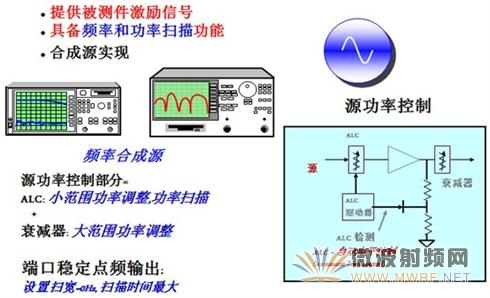 • 提供被测件激励信号
• 具备频率和功率扫描功能
• 合成源实现
频率合成源
源功率控制部分=
ALC: 小范围功率调整,功率扫描
+
衰减器: 大范围功率调整
端口稳定点频输出:
设置扫宽=0Hz, 扫描时间最大
源功率控制
ALC
源
衰减器
ALC
驱动器
ALC 检测
微波射频网
WWW.MWRF.NET